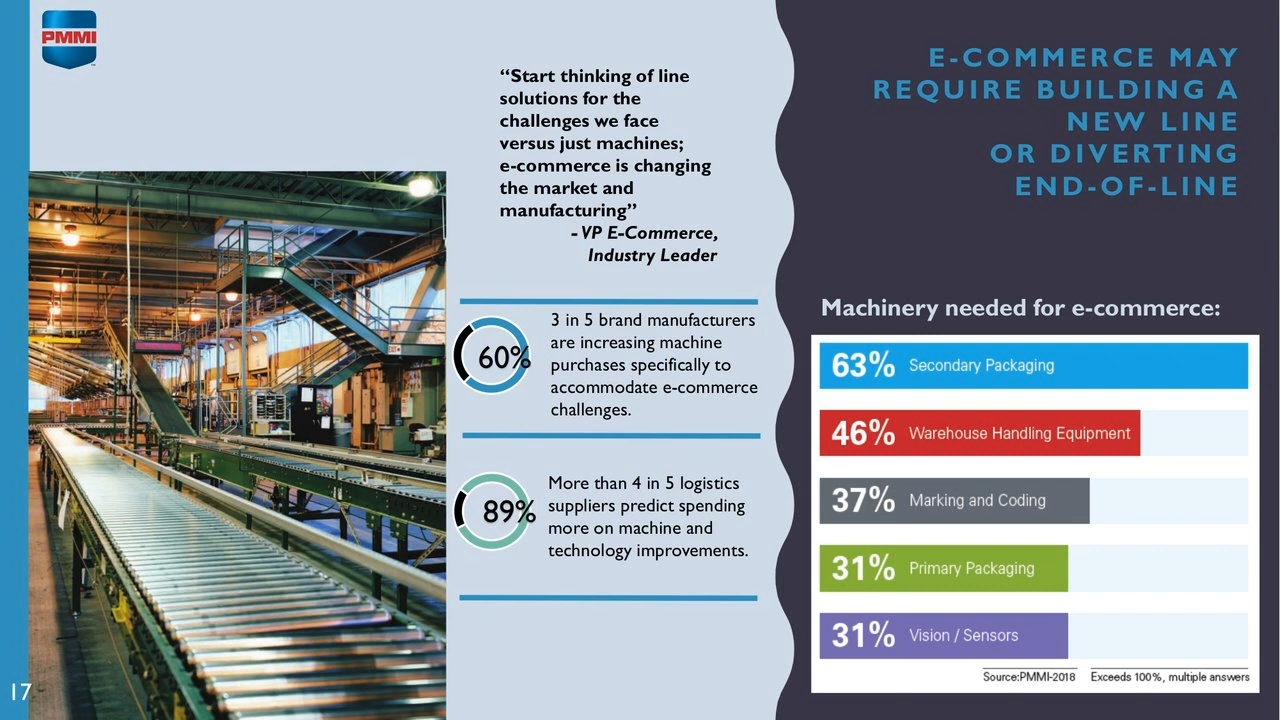 PMMI
“Start thinking of line
solutions for the
challenges we face
versus just machines;
e-commerce is changing
the market and
manufacturing”
- VP E-Commerce,
Industry Leader
60%
3 in 5 brand manufacturers
are increasing machine
purchases specifically to
accommodate e-commerce
challenges.
89%
More than 4 in 5 logistics
suppliers predict spending
more on machine and
technology improvements.
E-COMMERCE MAY
REQUIRE BUILDING A
NEW LINE
OR DIVERTING
END-OF-LINE
Machinery needed for e-commerce:
63% Secondary Packaging
46% Warehouse Handling Equipment
37% Marking and Coding
31% Primary Packaging
31% Vision / Sensors
Source:PMMI-2018 Exceeds 100%, multiple answers
17